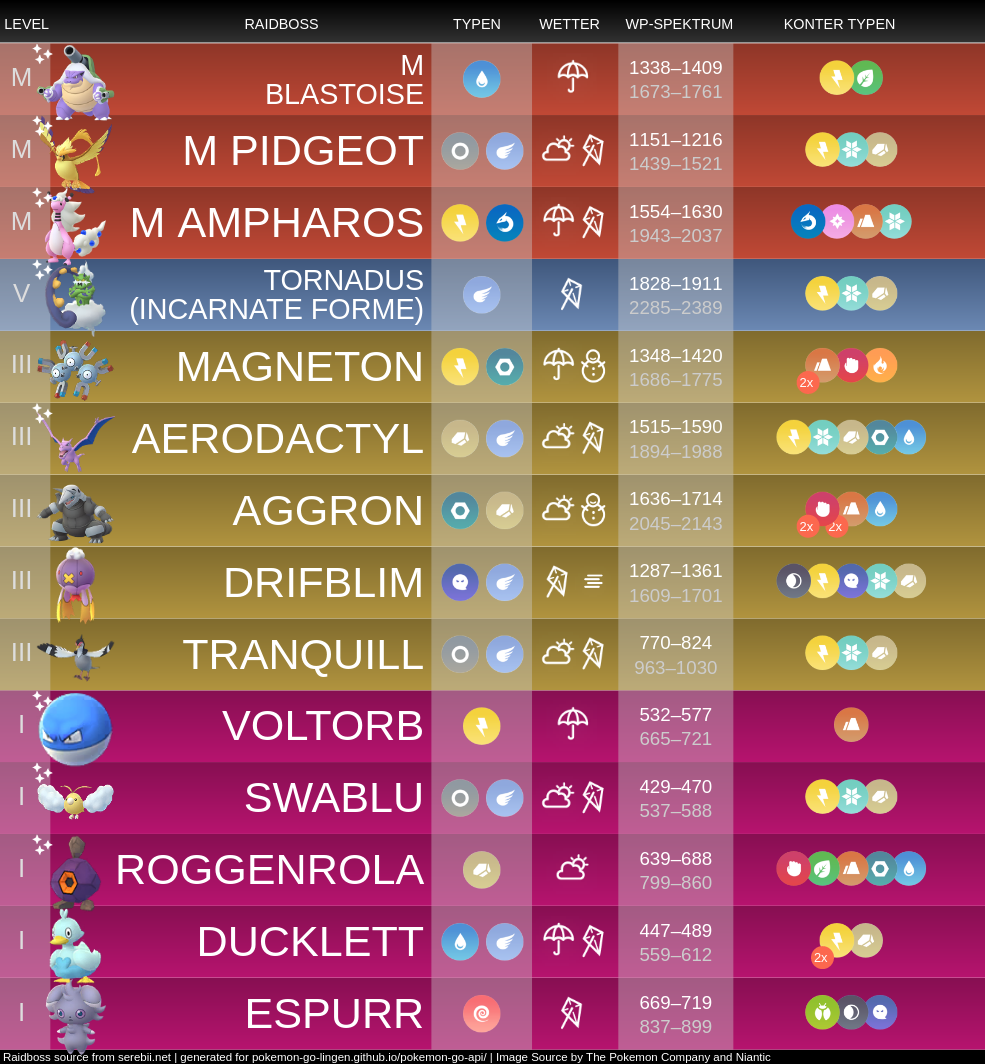 LEVEL RAIDBOSS TYPEN WETTER WP-SPEKTRUM KONTER TYPEN
M M BLASTOISE 1338–1409
1673–1761
M M PIDGEOT 1151–1216
1439–1521
M M AMPHAROS 1554–1630
1943–2037
V TORNADUS (INCARNATE FORME) 1828–1911
2285–2389
III MAGNETON 1348–1420
1686–1775 2x
III AERODACTYL 1515–1590
1894–1988
III AGGRON 1636–1714
2045–2143 2x 2x
III DRIFBLIM 1287–1361
1609–1701
III TRANQUILL 770–824
963–1030
I VOLTORB 532–577
665–721
I SWABLU 429–470
537–588
I ROGGENROLA 639–688
799–860
I DUCKLETT 447–489
559–612 2x
I ESPURR 669–719
837–899
Raidboss source from serebii.net | generated for pokemon-go-lingen.github.io/pokemon-go-api/ | Image Source by The Pokemon Company and Niantic